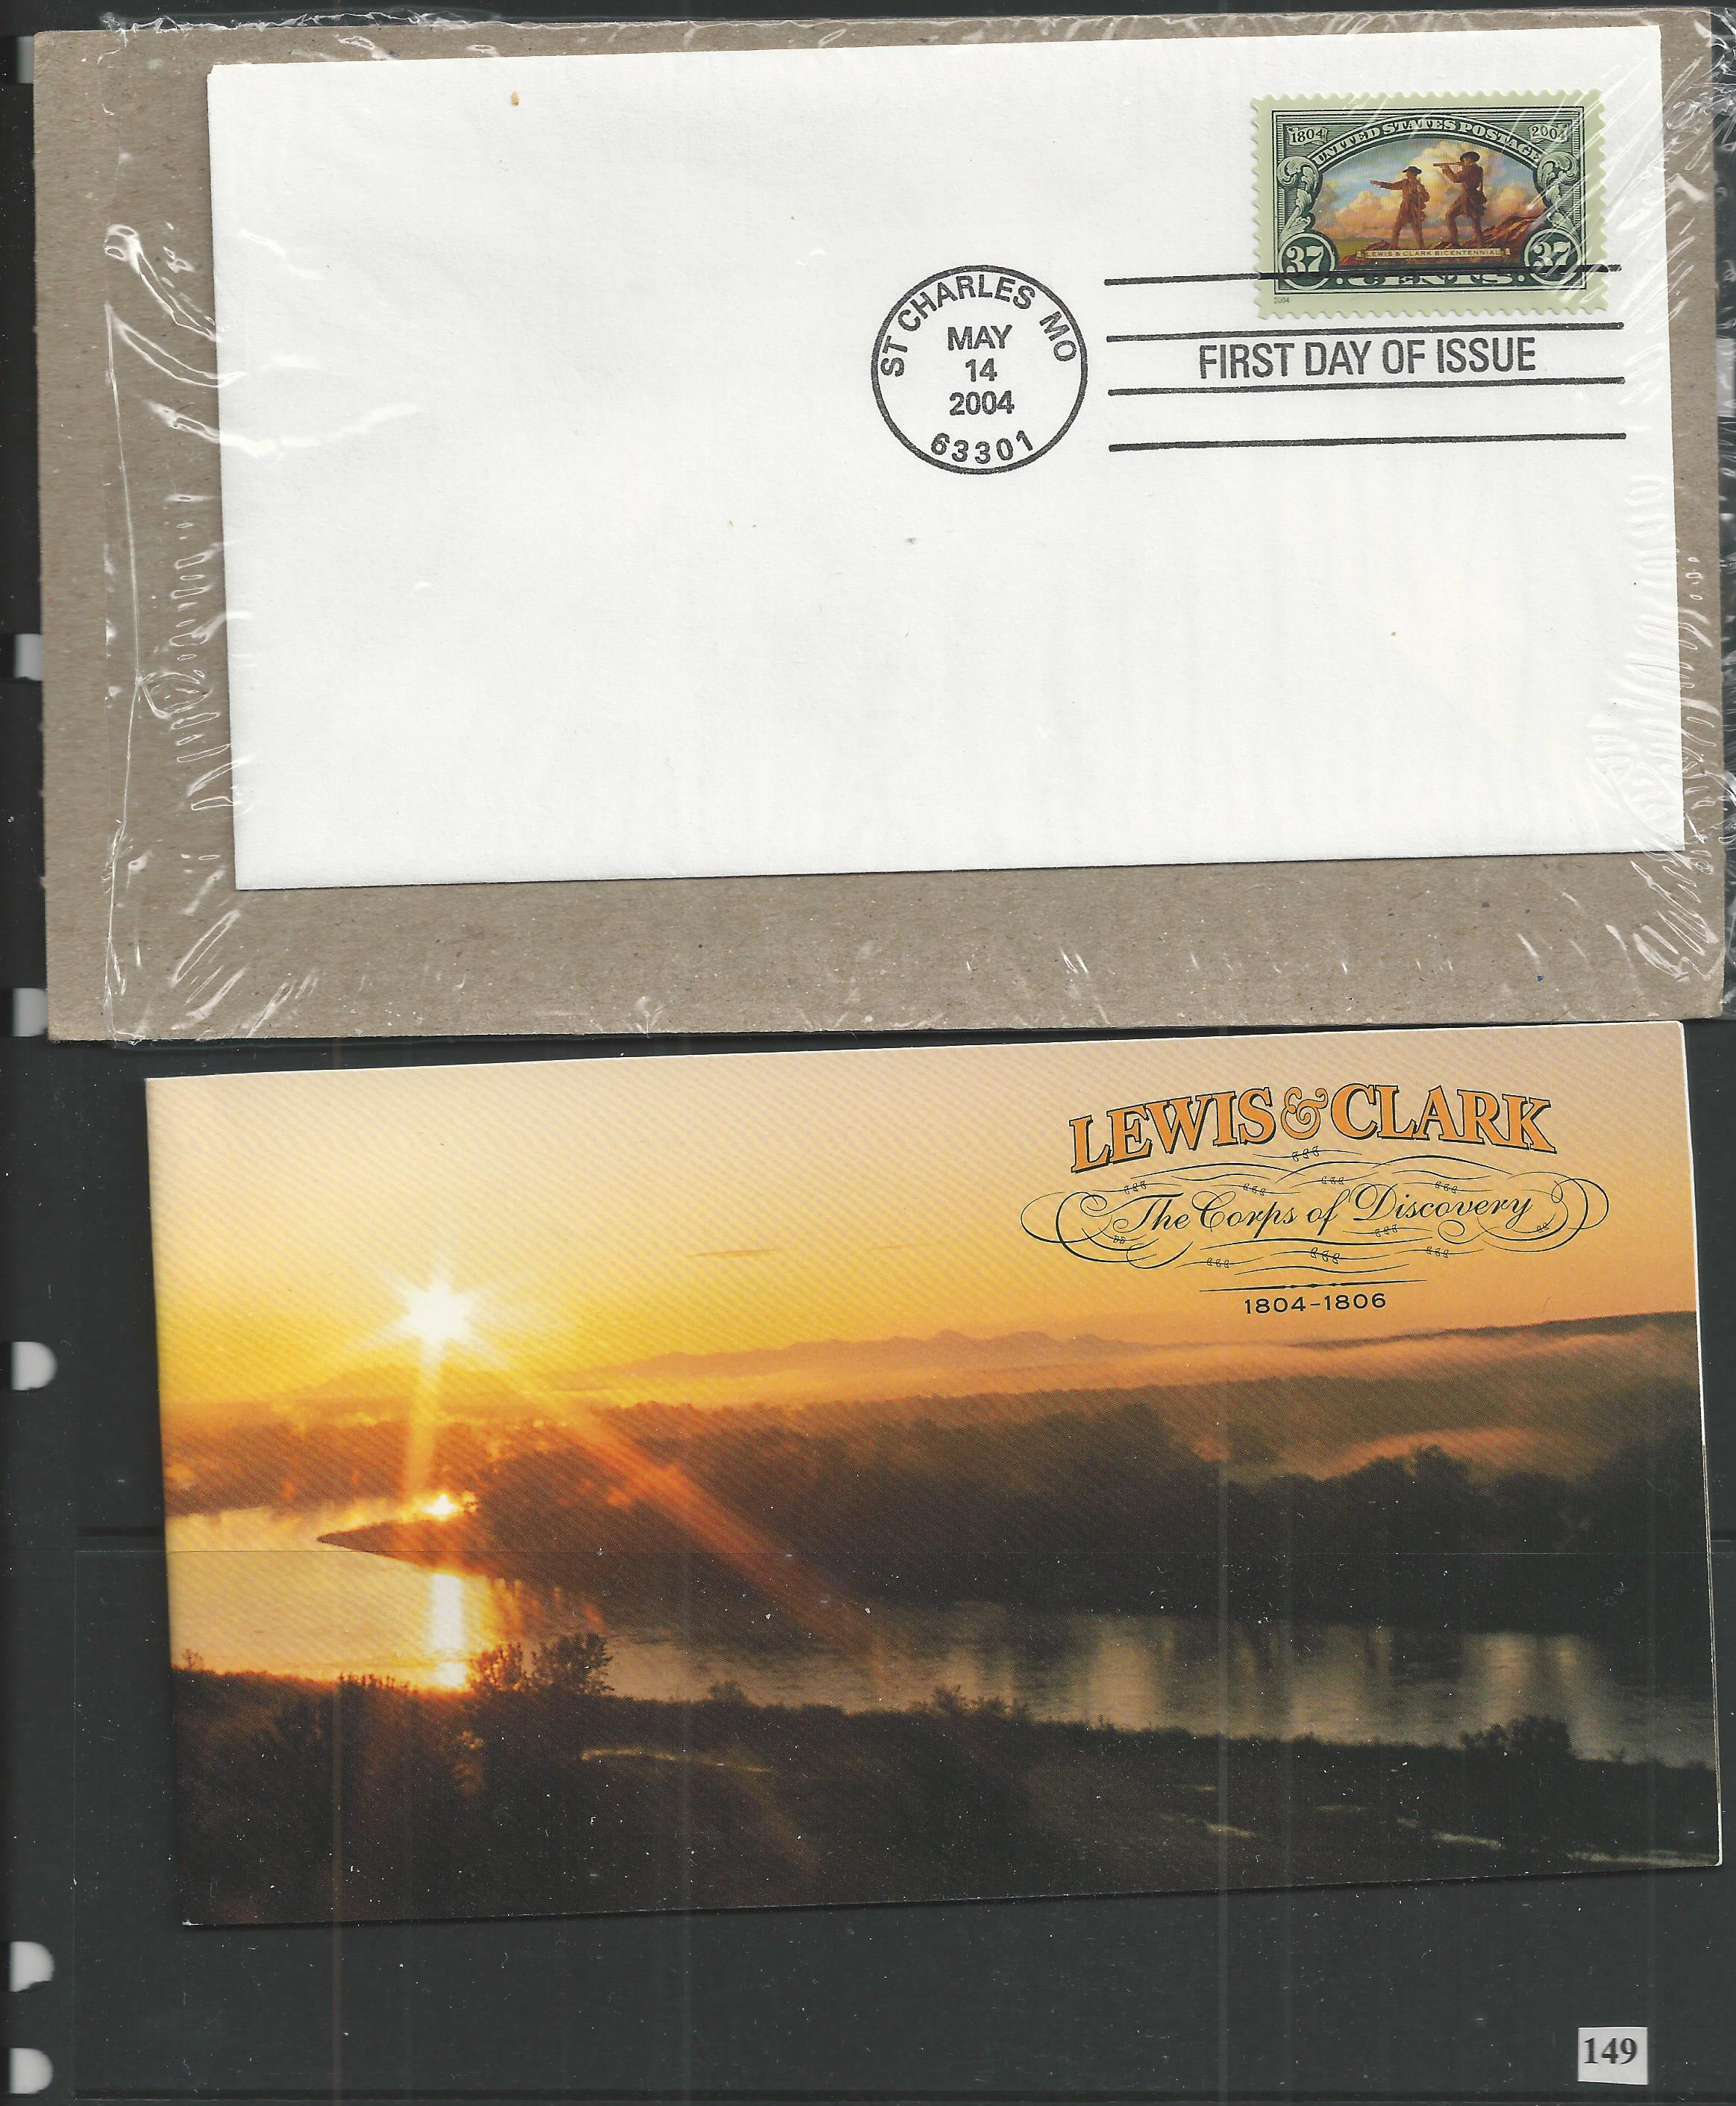 1804 UNITED STATES POSTAGE 2004
LEWIS & CLARK BICENTENNIAL
37 CENTS 37
2004
ST CHARLES MO
MAY
14
2004
63301
FIRST DAY OF ISSUE
LEWIS & CLARK
The Corps of Discovery
1804-1806
149